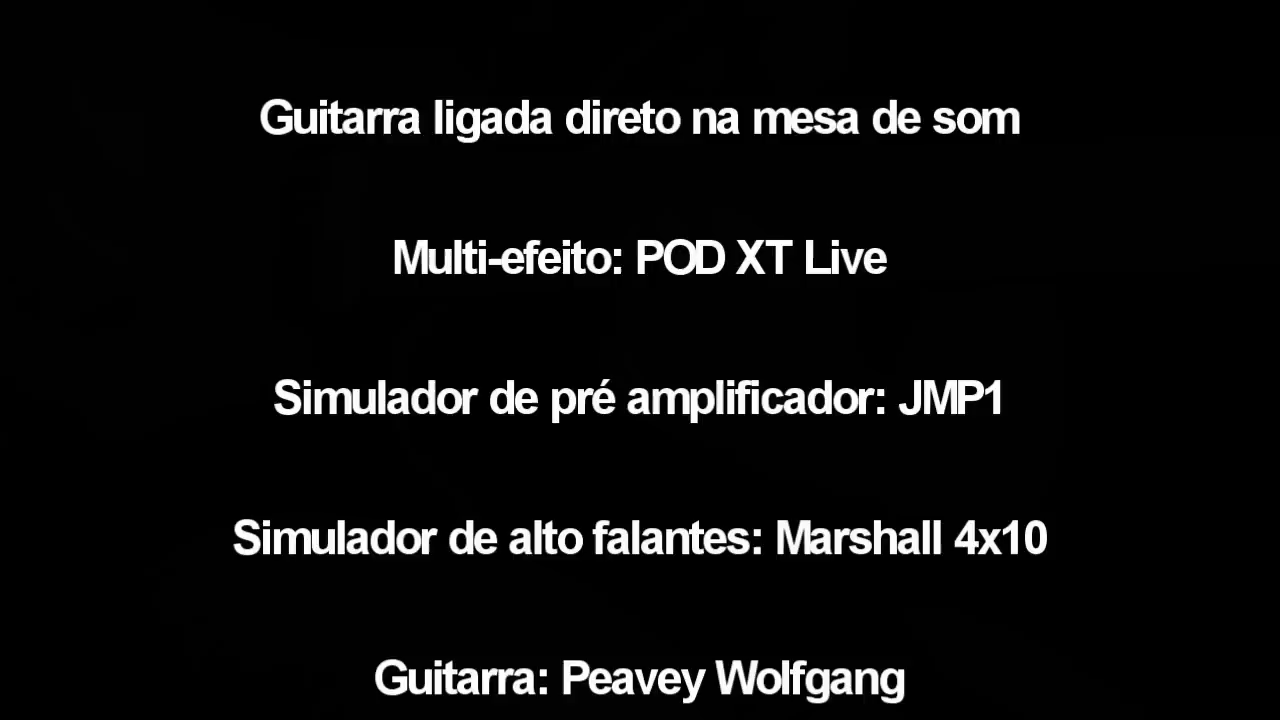 Guitarra ligada direto na mesa de som
Multi-efeito: POD XT Live
Simulador de pré amplificador: JMP1
Simulador de alto falantes: Marshall 4x10
Guitarra: Peavey Wolfgang